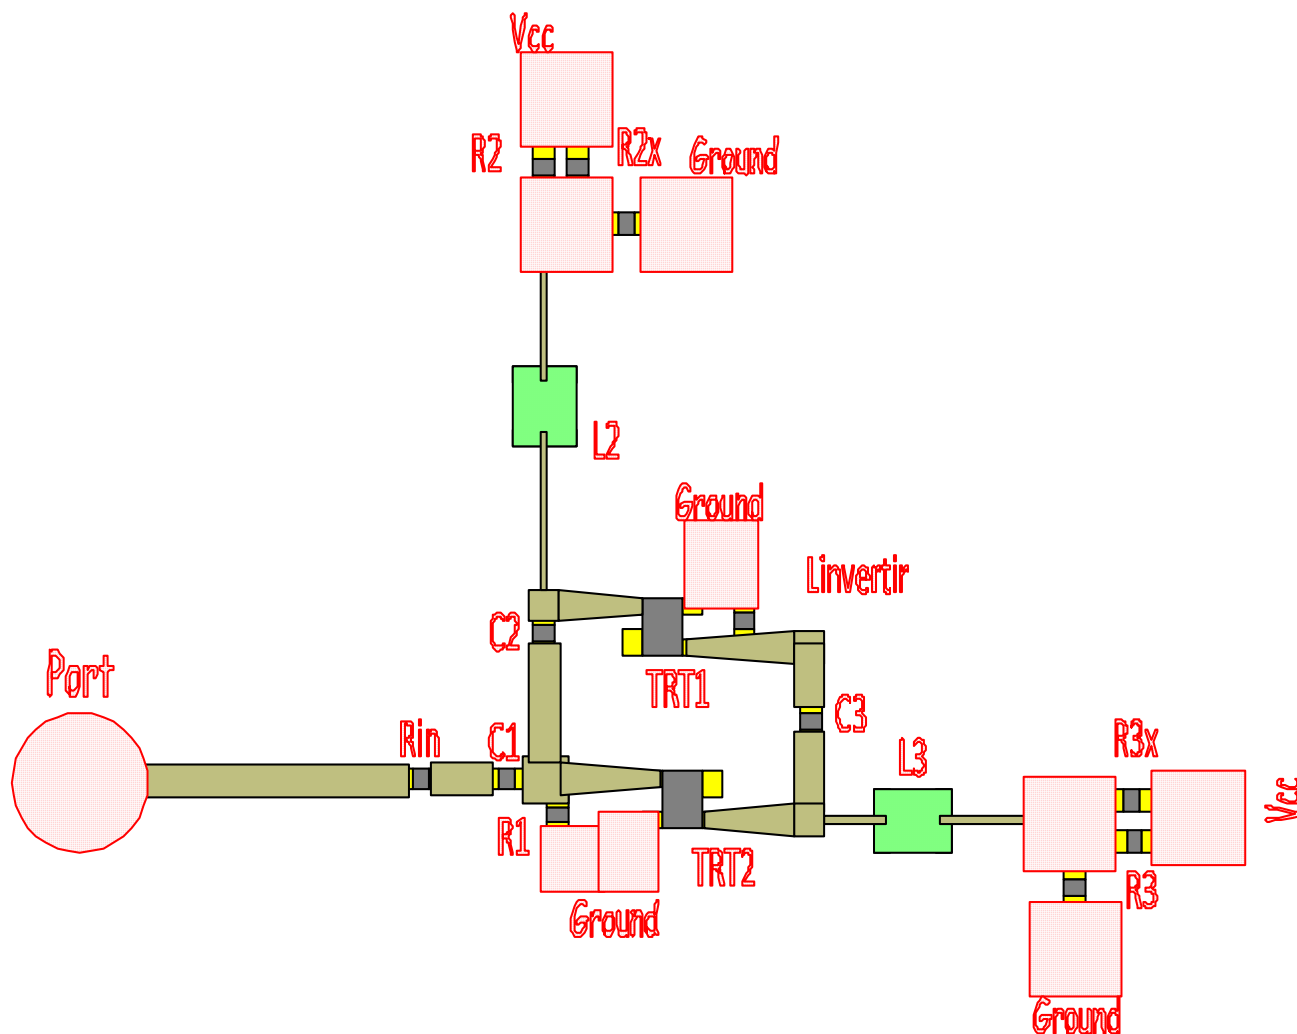 Vcc
R2
R2x
Ground
L2
Ground
Linvertir
C2
TRT1
Port
C3
Rin
C1
L3
R3x
Vcc
R1
TRT2
R3
Ground
Ground